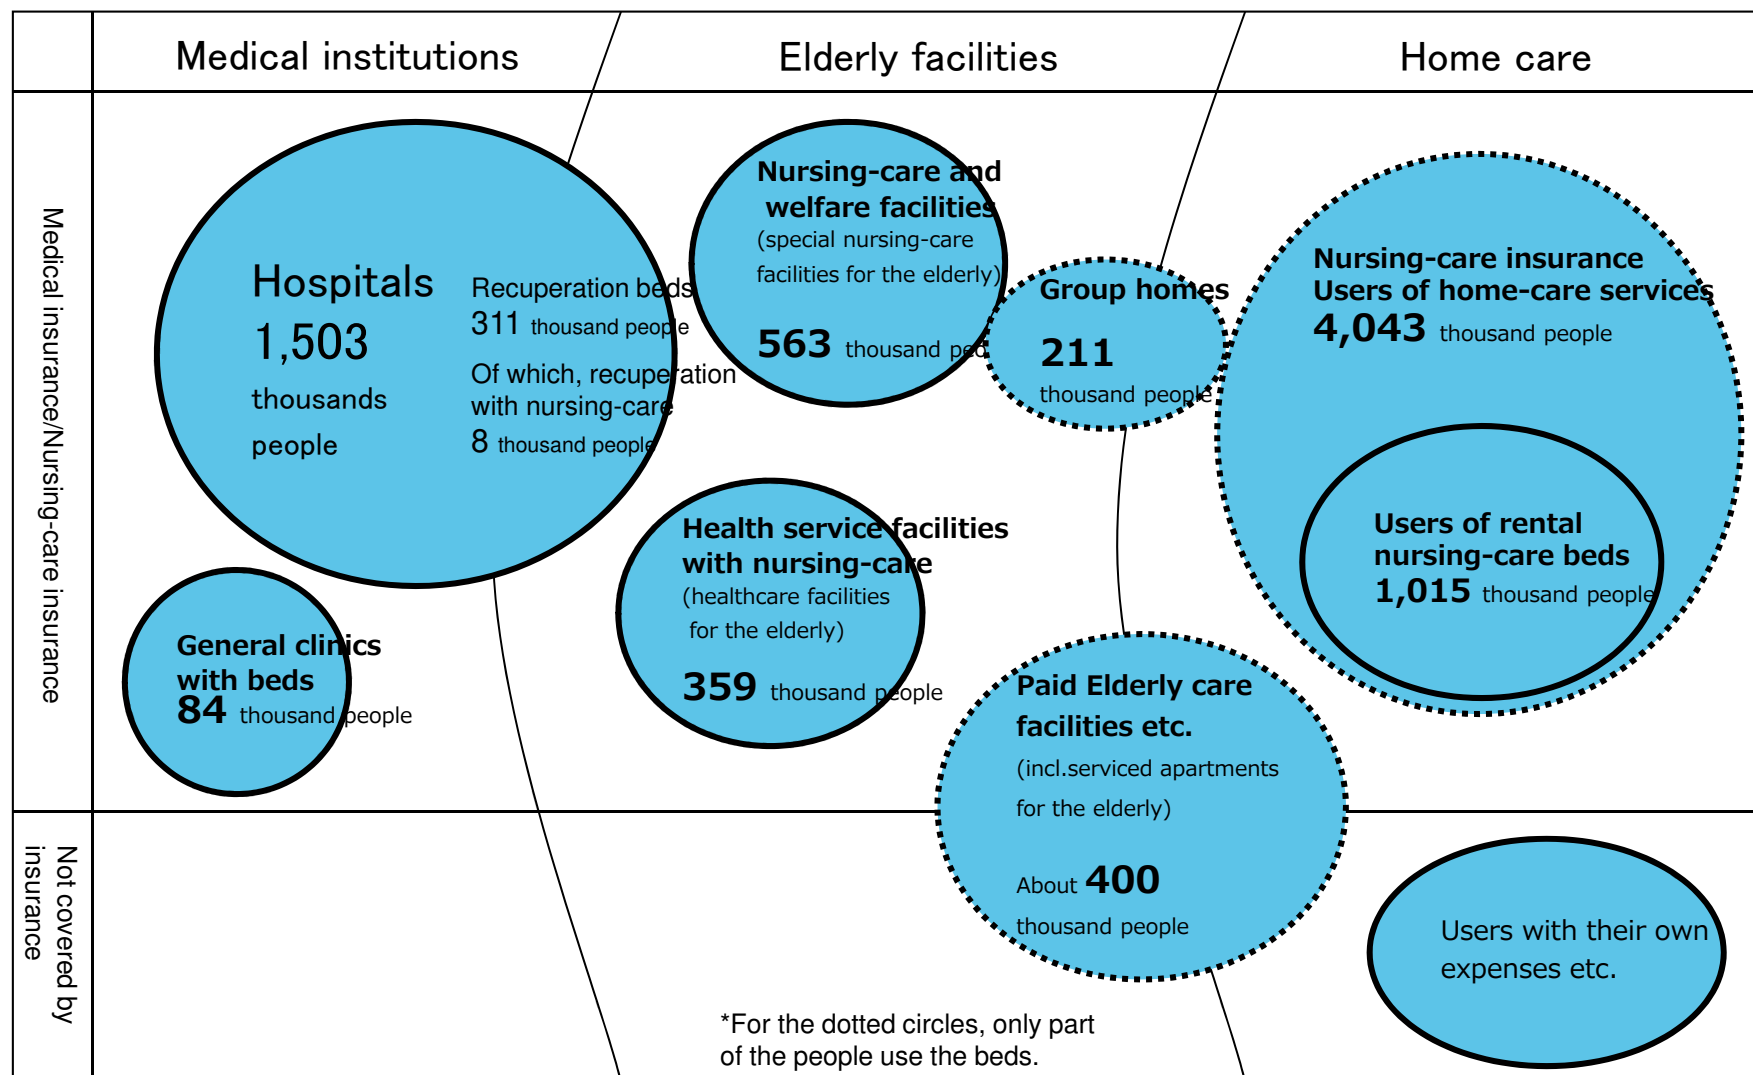 Medical institutions
Elderly facilities
Home care
Medical insurance/Nursing-care insurance
Hospitals
1,503
thousands
people
Recuperation beds
311 thousand people
Of which, recuperation
with nursing-care
8 thousand people
General clinics
with beds
84 thousand people
Nursing-care and
welfare facilities
(special nursing-care
facilities for the elderly)
563 thousand peo
Group homes
211
thousand people
Health service facilities
with nursing-care
(healthcare facilities
for the elderly)
359 thousand people
Nursing-care insurance
Users of home-care services
4,043 thousand people
Users of rental
nursing-care beds
1,015 thousand people
Paid Elderly care
facilities etc.
(incl.serviced apartments
for the elderly)
About 400
thousand people
Not covered by
insurance
Users with their own
expenses etc.
*For the dotted circles, only part
of the people use the beds.